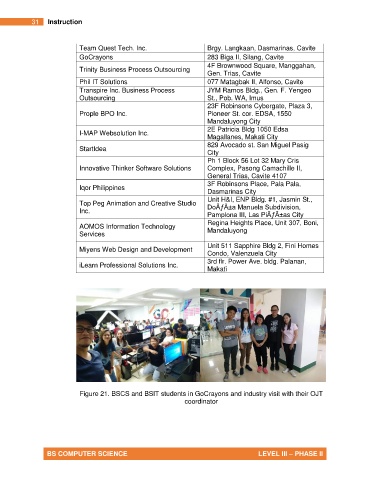 31 Instruction
Team Quest Tech. Inc. Brgy. Langkaan, Dasmarinas, Cavite
GoCrayons 283 Biga II, Silang, Cavite
Trinity Business Process Outsourcing 4F Brownwood Square, Manggahan,
Gen. Trias, Cavite
Phil IT Solutions 077 Matagbak II, Alfonso, Cavite
Transpire Inc. Business Process
Outsourcing
JYM Ramos Bldg., Gen. F. Yengeo
St., Pob. WA, Imus
Prople BPO Inc.
23F Robinsons Cybergate, Plaza 3,
Pioneer St. cor. EDSA, 1550
Mandaluyong City
I-MAP Websolution Inc.
2E Patricia Bldg 1050 Edsa
Magallanes, Makati City
StartIdea
829 Avocado st. San Miguel Pasig
City
Innovative Thinker Software Solutions
Ph 1 Block 56 Lot 32 Mary Cris
Complex, Pasong Camachille II,
General Trias, Cavite 4107
Iqor Philippines
3F Robinsons Place, Pala Pala,
Dasmarinas City
Top Peg Animation and Creative Studio
Inc.
Unit H&I, ENP Bldg. #1, Jasmin St.,
DoÃƒÂ±a Manuela Subdivision,
Pamplona III, Las PiÃƒÂ±as City
AOMOS Information Technology
Services
Regina Heights Place, Unit 307, Boni,
Mandaluyong
Miyens Web Design and Development
Unit 511 Sapphire Bldg 2, Fini Homes
Condo, Valenzuela City
iLearn Professional Solutions Inc.
3rd flr. Power Ave. bldg, Palanan,
Makati
Figure 21. BSCS and BSIT students in GoCrayons and industry visit with their OJT
coordinator
BS COMPUTER SCIENCE LEVEL III – PHASE II